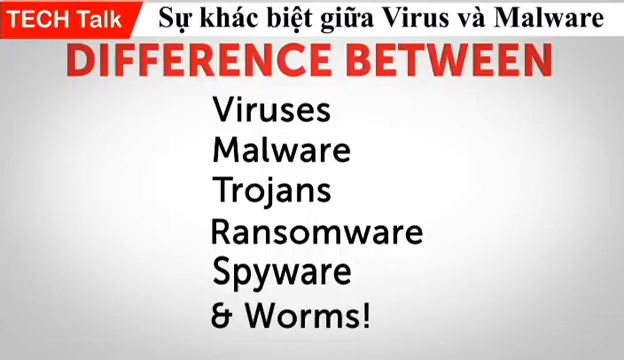 TECH Talk
Sự khác biệt giữa Virus và Malware
DIFFERENCE BETWEEN
Viruses
Malware
Trojans
Ransomware
Spyware
& Worms!